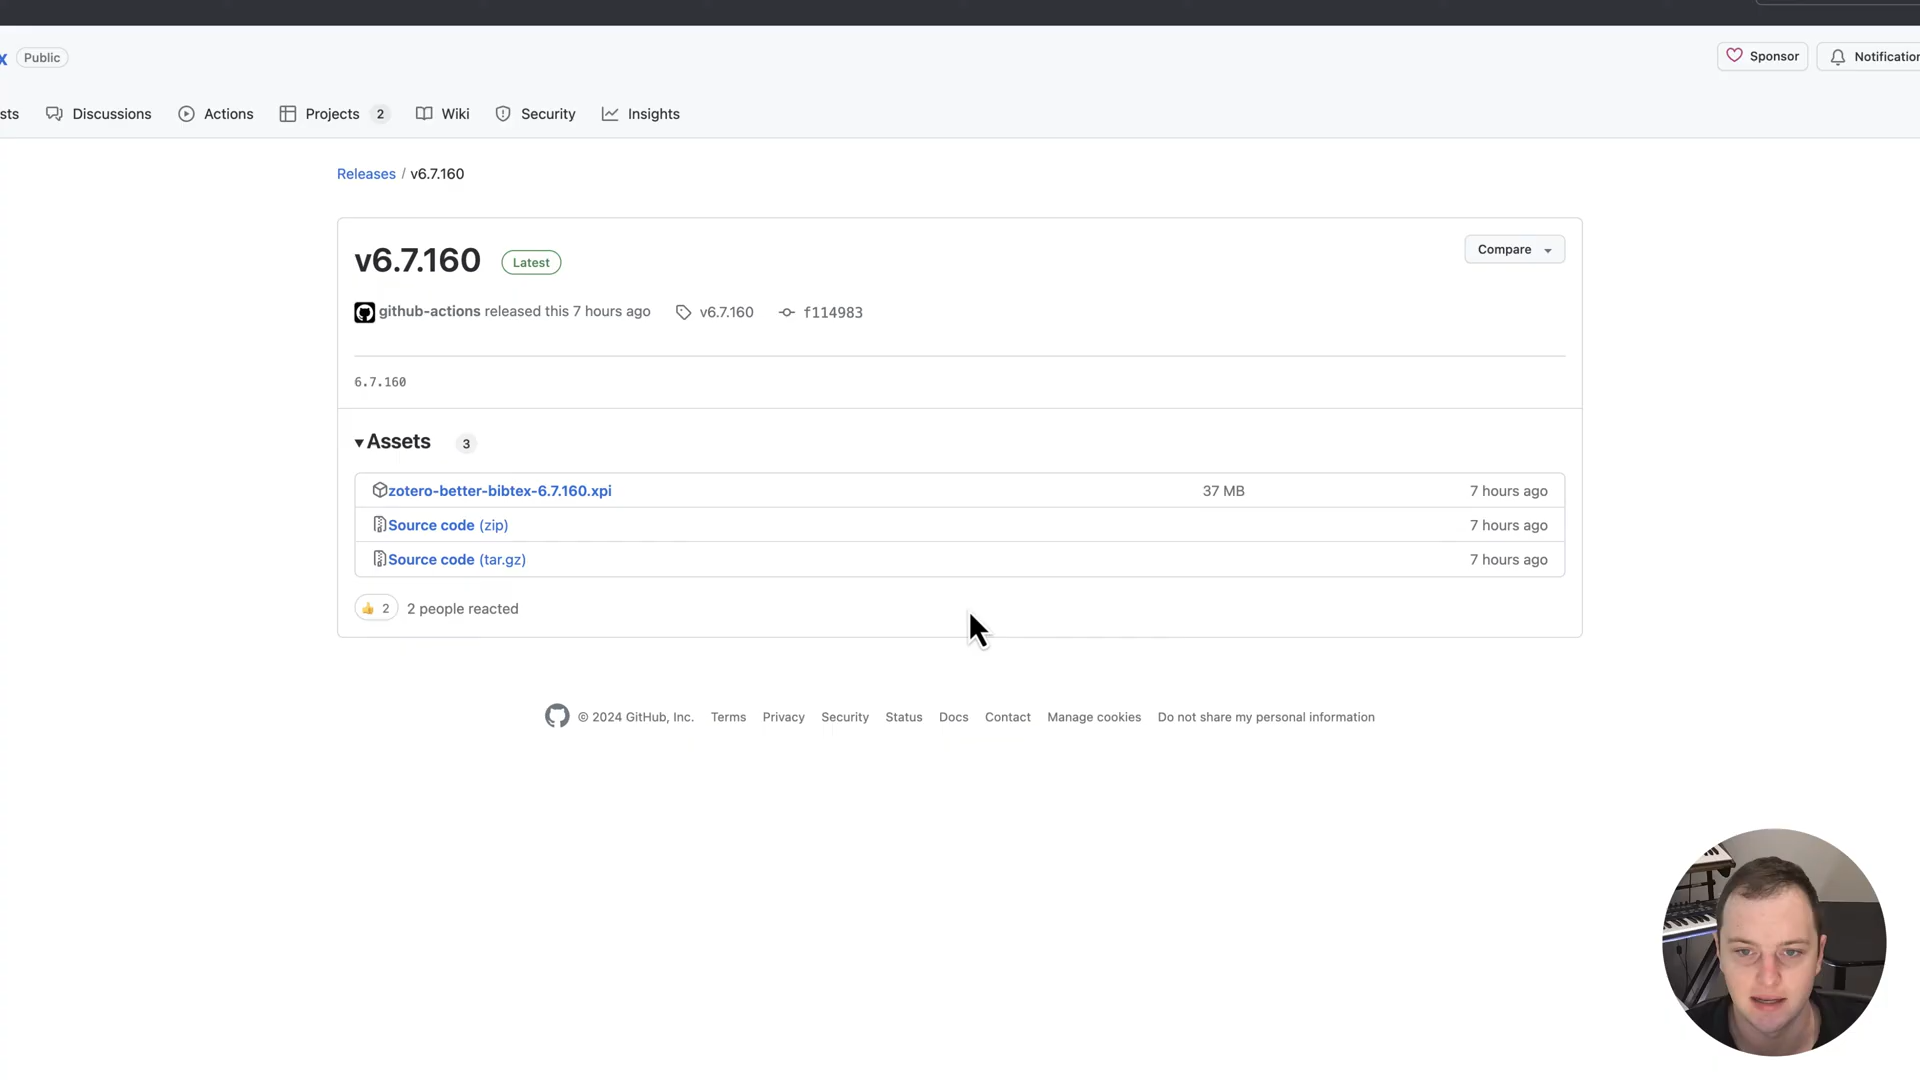 x Public
Sponsor
Notification
sts Discussions Actions Projects 2 Wiki Security Insights
Releases / v6.7.160
v6.7.160 Latest
Compare
github-actions released this 7 hours ago v6.7.160 f114983
6.7.160
Assets 3
zotero-better-bibtex-6.7.160.xpi 37 MB 7 hours ago
Source code (zip) 7 hours ago
Source code (tar.gz) 7 hours ago
👍 2 2 people reacted
© 2024 GitHub, Inc. Terms Privacy Security Status Docs Contact Manage cookies Do not share my personal information